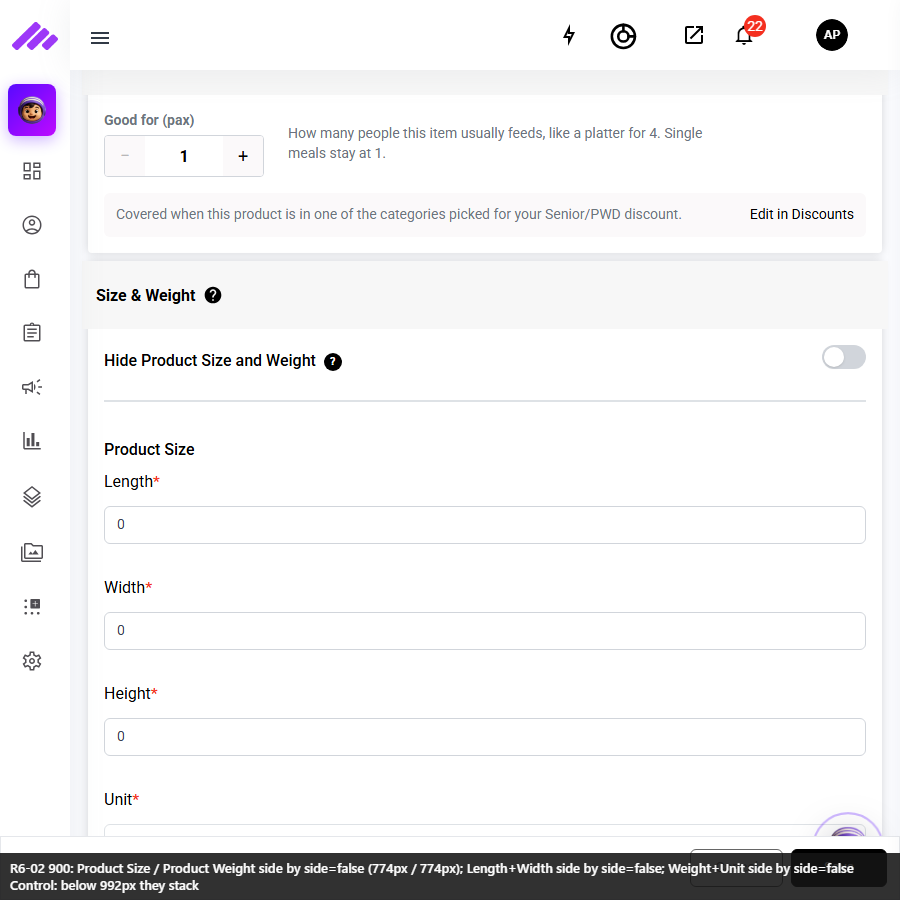 22
AP
Good for (pax)
− 1 +
How many people this item usually feeds, like a platter for 4. Single
meals stay at 1.
Covered when this product is in one of the categories picked for your Senior/PWD discount.
Edit in Discounts
Size & Weight ?
Hide Product Size and Weight ?
Product Size
Length*
0
Width*
0
Height*
0
Unit*
R6-02 900: Product Size / Product Weight side by side=false (774px / 774px); Length+Width side by side=false; Weight+Unit side by side=false
Control: below 992px they stack